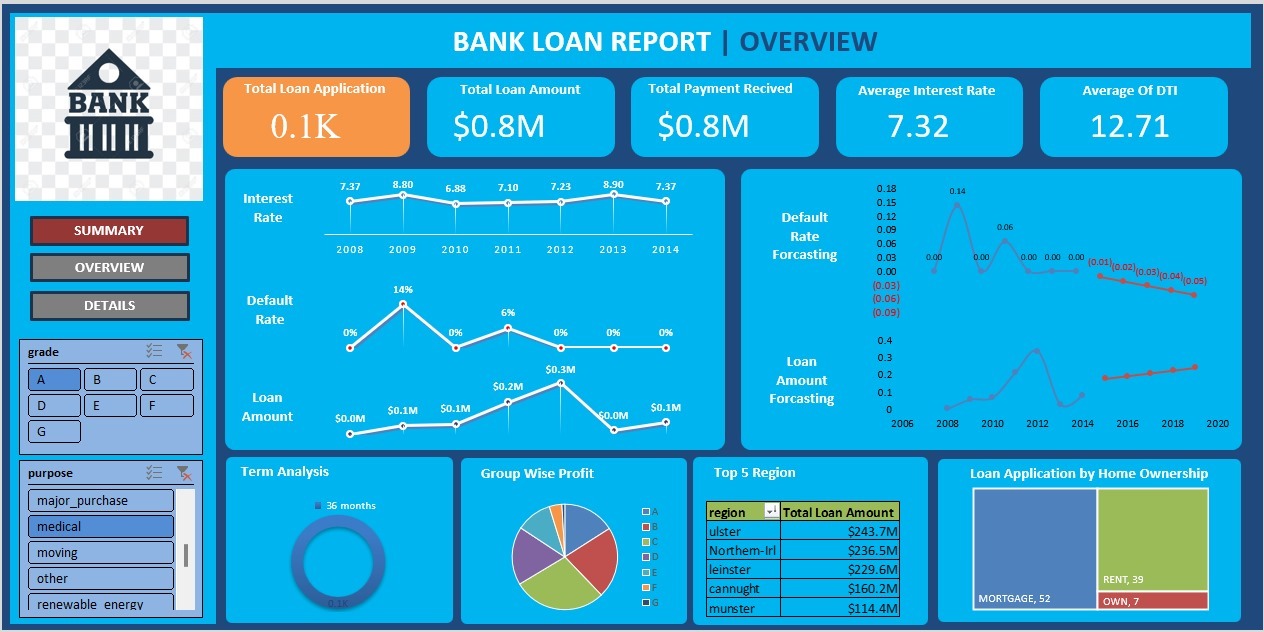 BANK LOAN REPORT | OVERVIEW
BANK
Total Loan Application
0.1K
Total Loan Amount
$0.8M
Total Payment Recived
$0.8M
Average Interest Rate
7.32
Average Of DTI
12.71
SUMMARY
OVERVIEW
DETAILS
grade
A B C
D E F
G
purpose
major_purchase
medical
moving
other
renewable_energy
Interest
Rate
7.37 8.80 6.88 7.10 7.23 8.90 7.37
2008 2009 2010 2011 2012 2013 2014
Default
Rate
0% 14% 0% 6% 0% 0% 0%
Loan
Amount
$0.0M $0.1M $0.1M $0.2M $0.3M $0.0M $0.1M
Default
Rate
Forcasting
0.18
0.15
0.12
0.09
0.06
0.03
0.00
(0.03)
(0.06)
(0.09)
0.00 0.14 0.00 0.06 0.00 0.00 0.00 (0.01) (0.02) (0.03) (0.04) (0.05)
Loan
Amount
Forcasting
0.4
0.3
0.2
0.1
0
2006 2008 2010 2012 2014 2016 2018 2020
Term Analysis
36 months
0.1K
Group Wise Profit
A
B
C
D
E
F
G
Top 5 Region
region Total Loan Amount
ulster $243.7M
Northern-Irl $236.5M
leinster $229.6M
cannught $160.2M
munster $114.4M
Loan Application by Home Ownership
MORTGAGE, 52
RENT, 39
OWN, 7